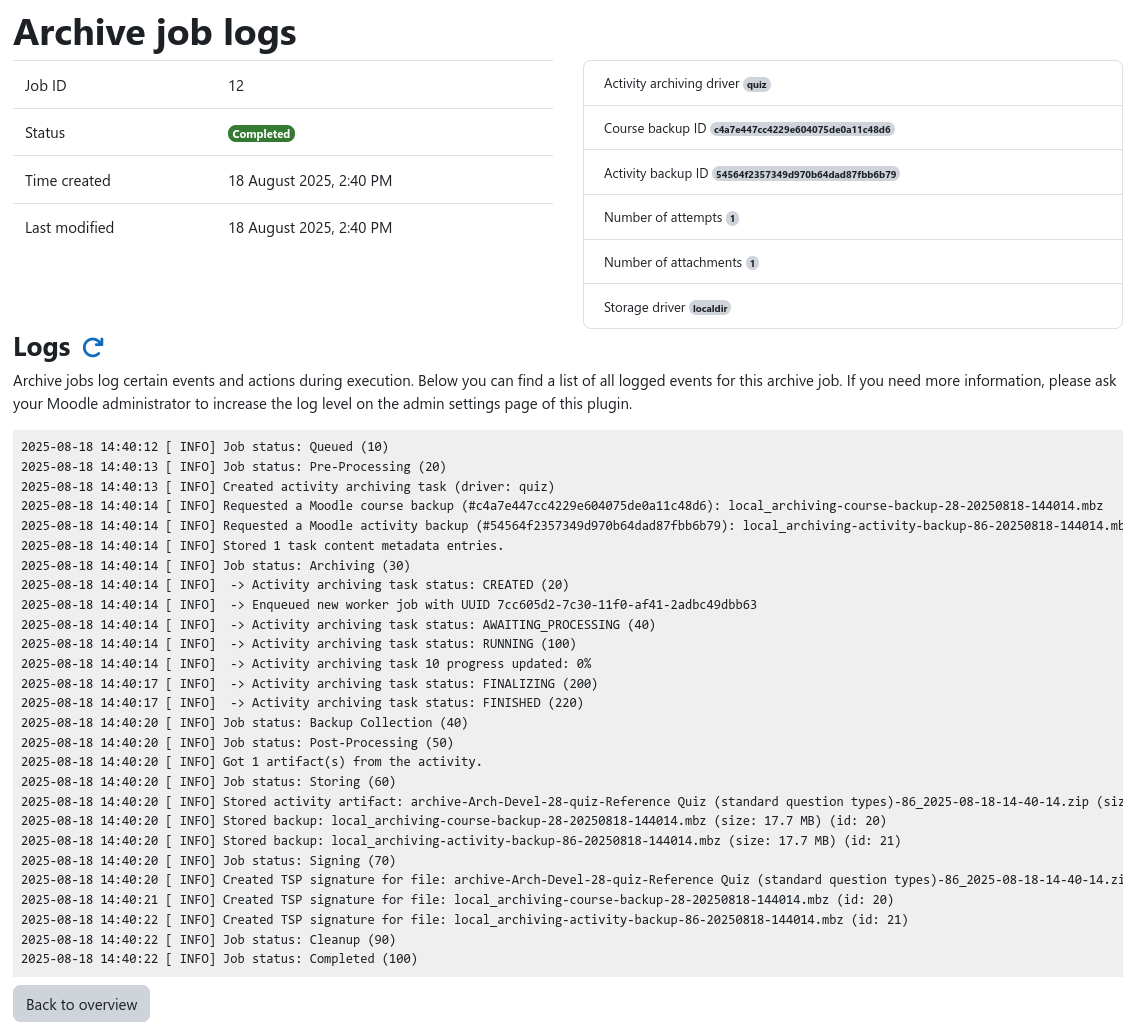 Archive job logs
Job ID 12
Status Completed
Time created 18 August 2025, 2:40 PM
Last modified 18 August 2025, 2:40 PM
Activity archiving driver quiz
Course backup ID c4a7e447cc4229e604075de0a11c48d6
Activity backup ID 54564f2357349d970b64dad87fbb6b79
Number of attempts 1
Number of attachments 1
Storage driver localdir
Logs
Archive jobs log certain events and actions during execution. Below you can find a list of all logged events for this archive job. If you need more information, please ask
your Moodle administrator to increase the log level on the admin settings page of this plugin.
2025-08-18 14:40:12 [ INFO] Job status: Queued (10)
2025-08-18 14:40:13 [ INFO] Job status: Pre-Processing (20)
2025-08-18 14:40:13 [ INFO] Created activity archiving task (driver: quiz)
2025-08-18 14:40:14 [ INFO] Requested a Moodle course backup (#c4a7e447cc4229e604075de0a11c48d6): local_archiving-course-backup-28-20250818-144014.mbz
2025-08-18 14:40:14 [ INFO] Requested a Moodle activity backup (#54564f2357349d970b64dad87fbb6b79): local_archiving-activity-backup-86-20250818-144014.mb
2025-08-18 14:40:14 [ INFO] Stored 1 task content metadata entries.
2025-08-18 14:40:14 [ INFO] Job status: Archiving (30)
2025-08-18 14:40:14 [ INFO]  -> Activity archiving task status: CREATED (20)
2025-08-18 14:40:14 [ INFO]  -> Enqueued new worker job with UUID 7cc605d2-7c30-11f0-af41-2adbc49dbb63
2025-08-18 14:40:14 [ INFO]  -> Activity archiving task status: AWAITING_PROCESSING (40)
2025-08-18 14:40:14 [ INFO]  -> Activity archiving task status: RUNNING (100)
2025-08-18 14:40:14 [ INFO]  -> Activity archiving task 10 progress updated: 0%
2025-08-18 14:40:17 [ INFO]  -> Activity archiving task status: FINALIZING (200)
2025-08-18 14:40:17 [ INFO]  -> Activity archiving task status: FINISHED (220)
2025-08-18 14:40:20 [ INFO] Job status: Backup Collection (40)
2025-08-18 14:40:20 [ INFO] Job status: Post-Processing (50)
2025-08-18 14:40:20 [ INFO] Got 1 artifact(s) from the activity.
2025-08-18 14:40:20 [ INFO] Job status: Storing (60)
2025-08-18 14:40:20 [ INFO] Stored activity artifact: archive-Arch-Devel-28-quiz-Reference Quiz (standard question types)-86_2025-08-18-14-40-14.zip (siz
2025-08-18 14:40:20 [ INFO] Stored backup: local_archiving-course-backup-28-20250818-144014.mbz (size: 17.7 MB) (id: 20)
2025-08-18 14:40:20 [ INFO] Stored backup: local_archiving-activity-backup-86-20250818-144014.mbz (size: 17.7 MB) (id: 21)
2025-08-18 14:40:20 [ INFO] Job status: Signing (70)
2025-08-18 14:40:20 [ INFO] Created TSP signature for file: archive-Arch-Devel-28-quiz-Reference Quiz (standard question types)-86_2025-08-18-14-40-14.zi
2025-08-18 14:40:21 [ INFO] Created TSP signature for file: local_archiving-course-backup-28-20250818-144014.mbz (id: 20)
2025-08-18 14:40:22 [ INFO] Created TSP signature for file: local_archiving-activity-backup-86-20250818-144014.mbz (id: 21)
2025-08-18 14:40:22 [ INFO] Job status: Cleanup (90)
2025-08-18 14:40:22 [ INFO] Job status: Completed (100)
Back to overview